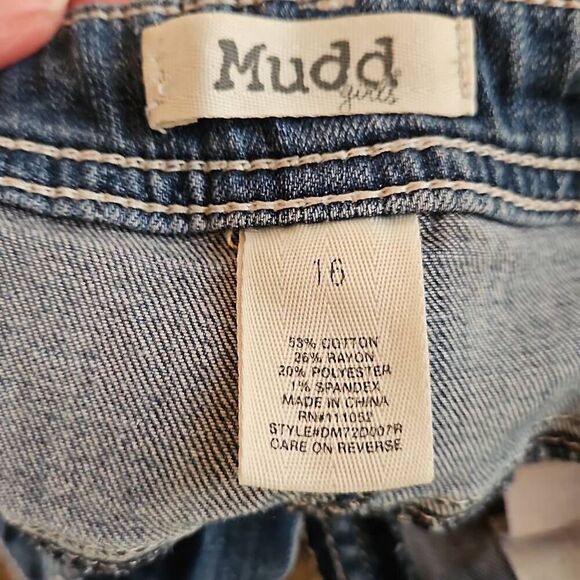 Mudd
girls
16
53% COTTON
26% RAYON
20% POLYESTER
1% SPANDEX
MADE IN CHINA
RN#111052
STYLE#DM72D007R
CARE ON REVERSE